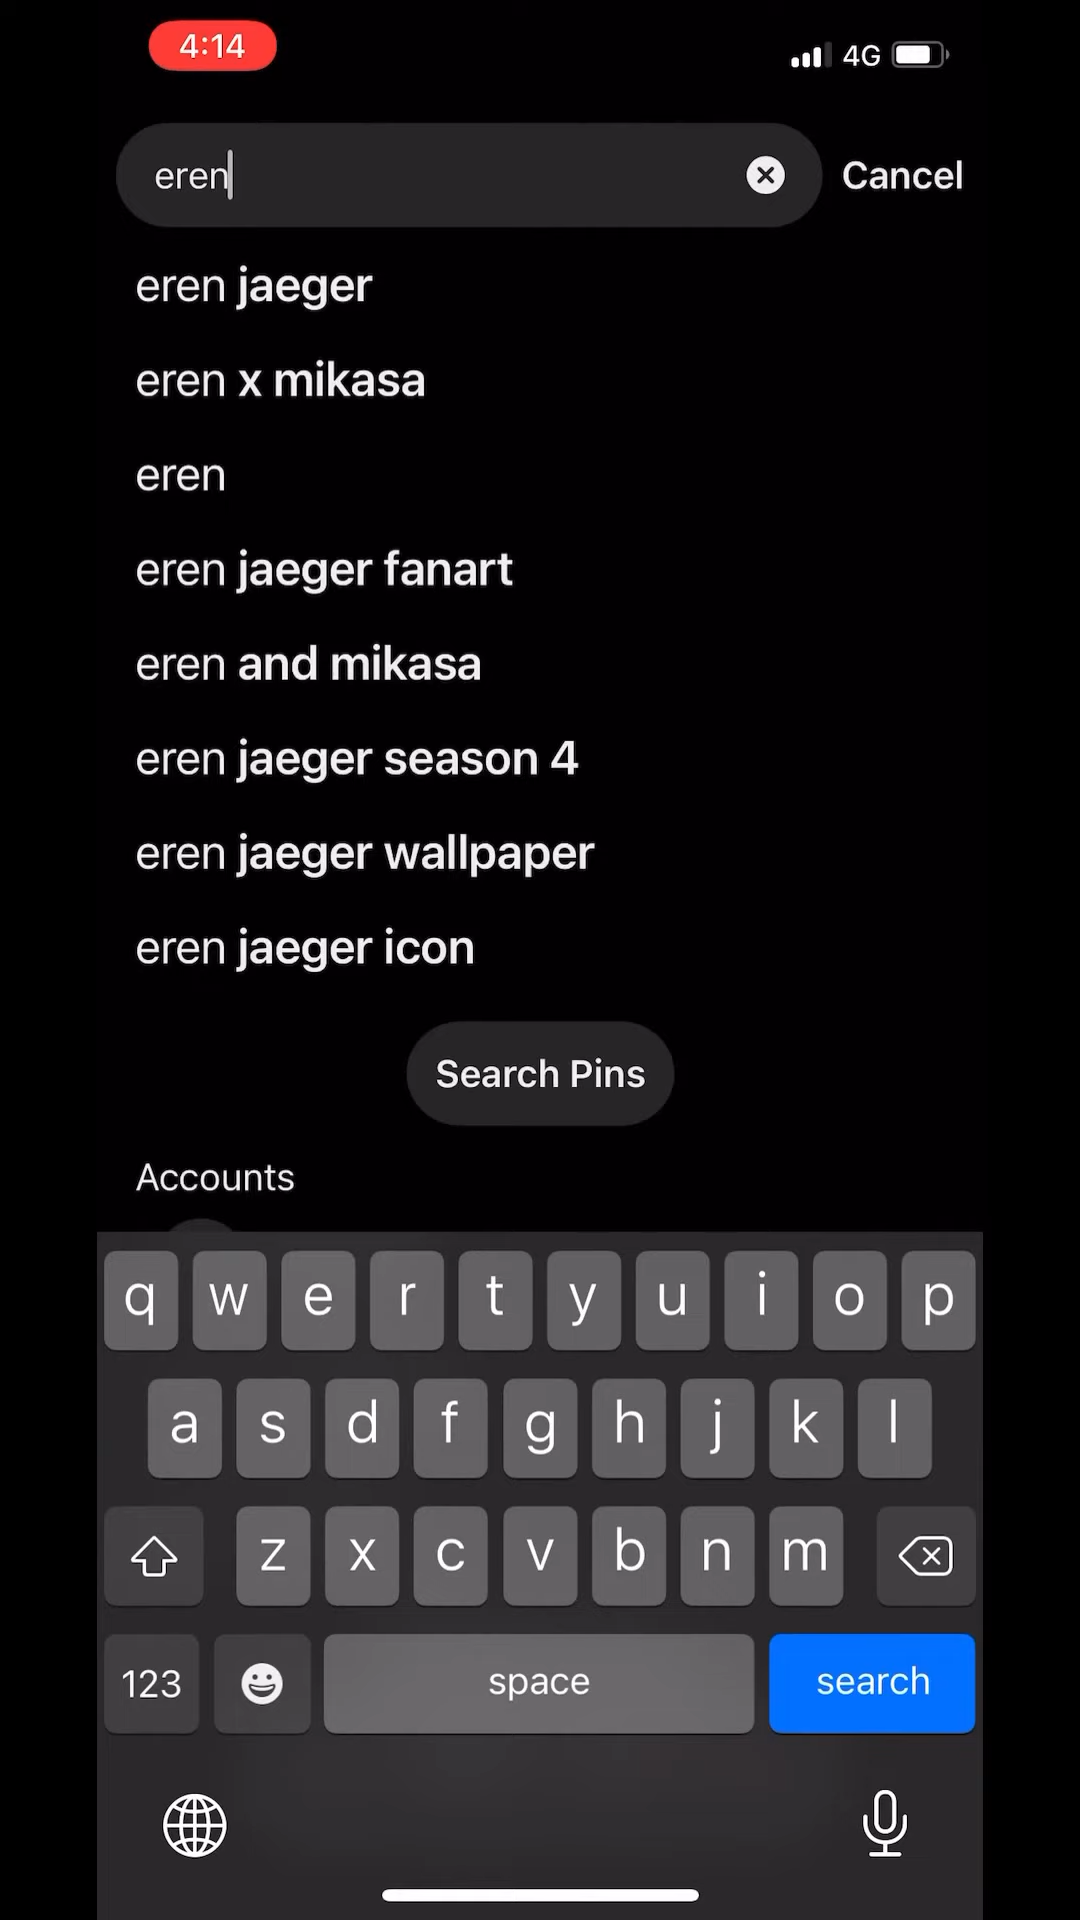 4:14
4G
eren
Cancel
eren jaeger
eren x mikasa
eren
eren jaeger fanart
eren and mikasa
eren jaeger season 4
eren jaeger wallpaper
eren jaeger icon
Search Pins
Accounts
q w e r t y u i o p
a s d f g h j k l
z x c v b n m
123 space search